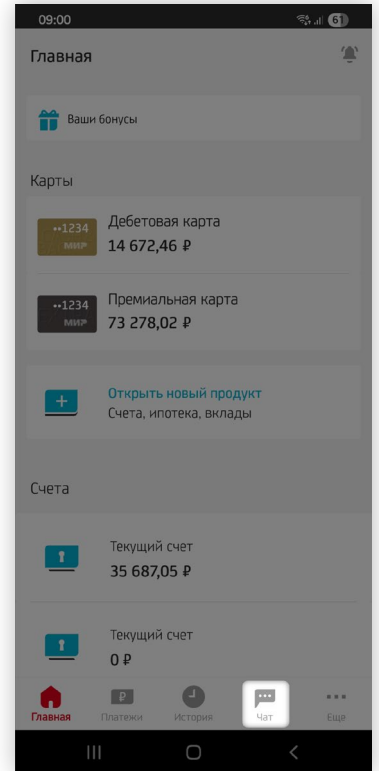 09:00
61
Главная
Ваши бонусы
Карты
••1234
МИР
Дебетовая карта
14 672,46 ₽
••1234
МИР
Премиальная карта
73 278,02 ₽
Открыть новый продукт
Счета, ипотека, вклады
Счета
Текущий счет
35 687,05 ₽
Текущий счет
0 ₽
Главная
Платежи
История
Чат
Еще